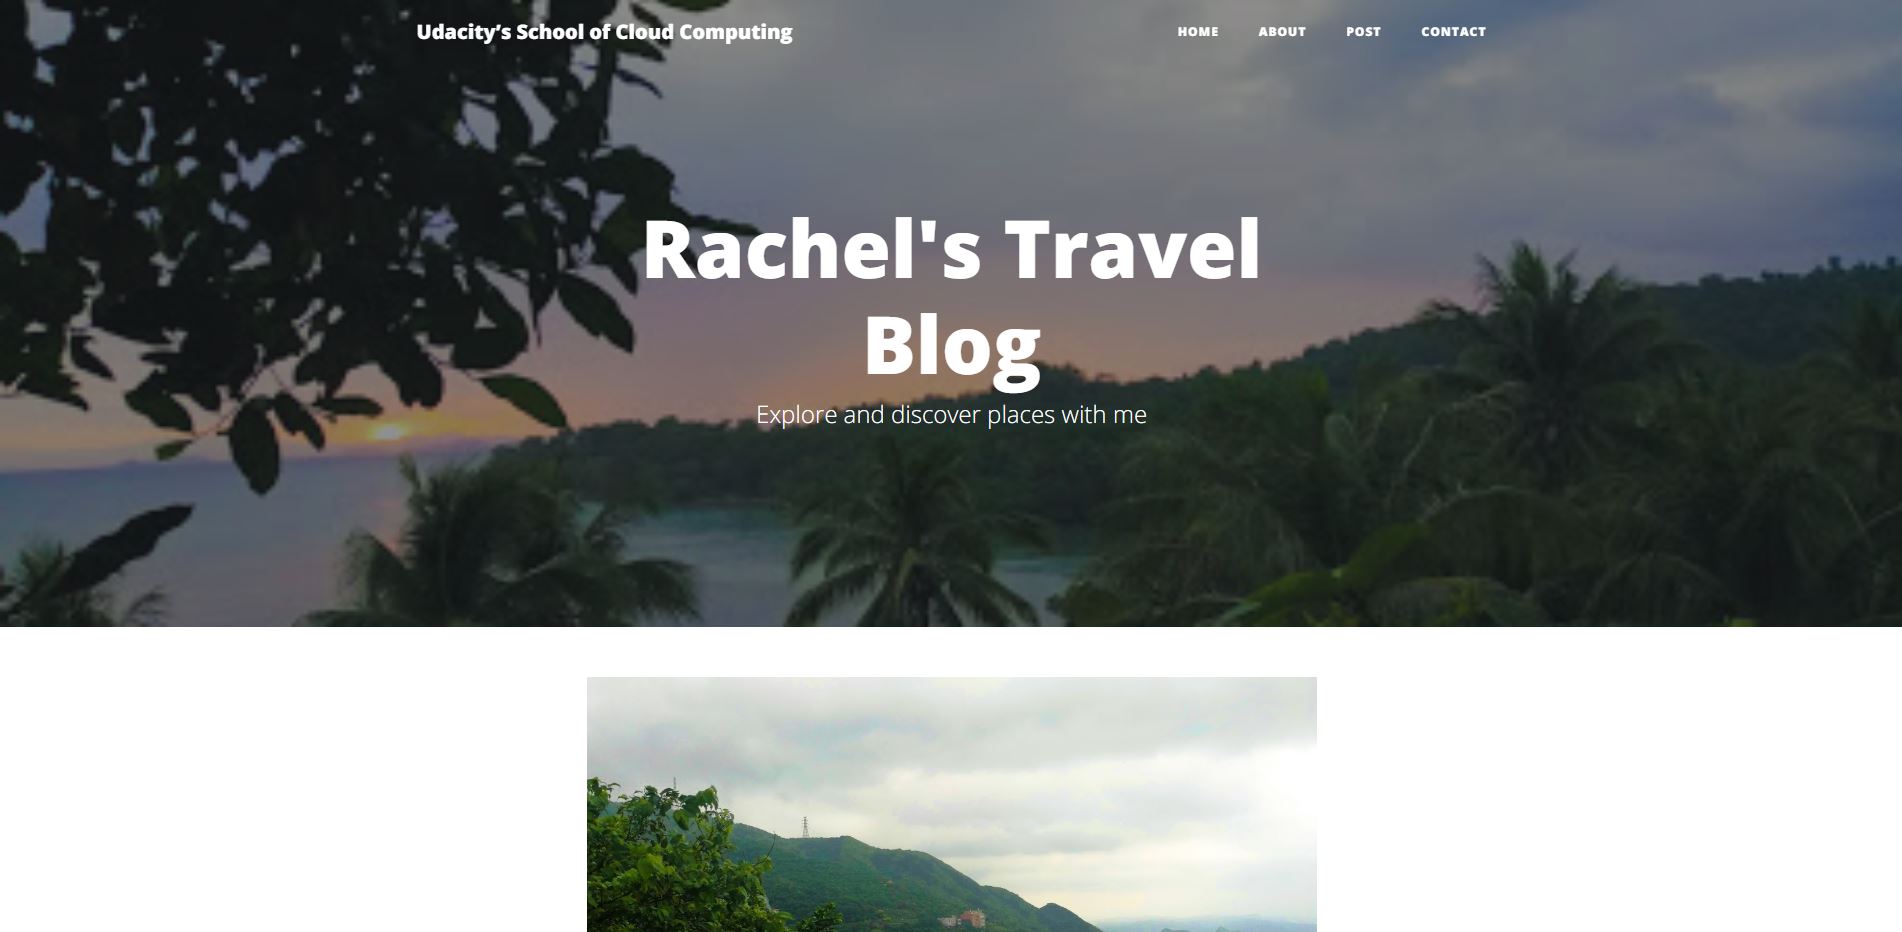 Udacity’s School of Cloud Computing
HOME ABOUT POST CONTACT
Rachel's Travel
Blog
Explore and discover places with me